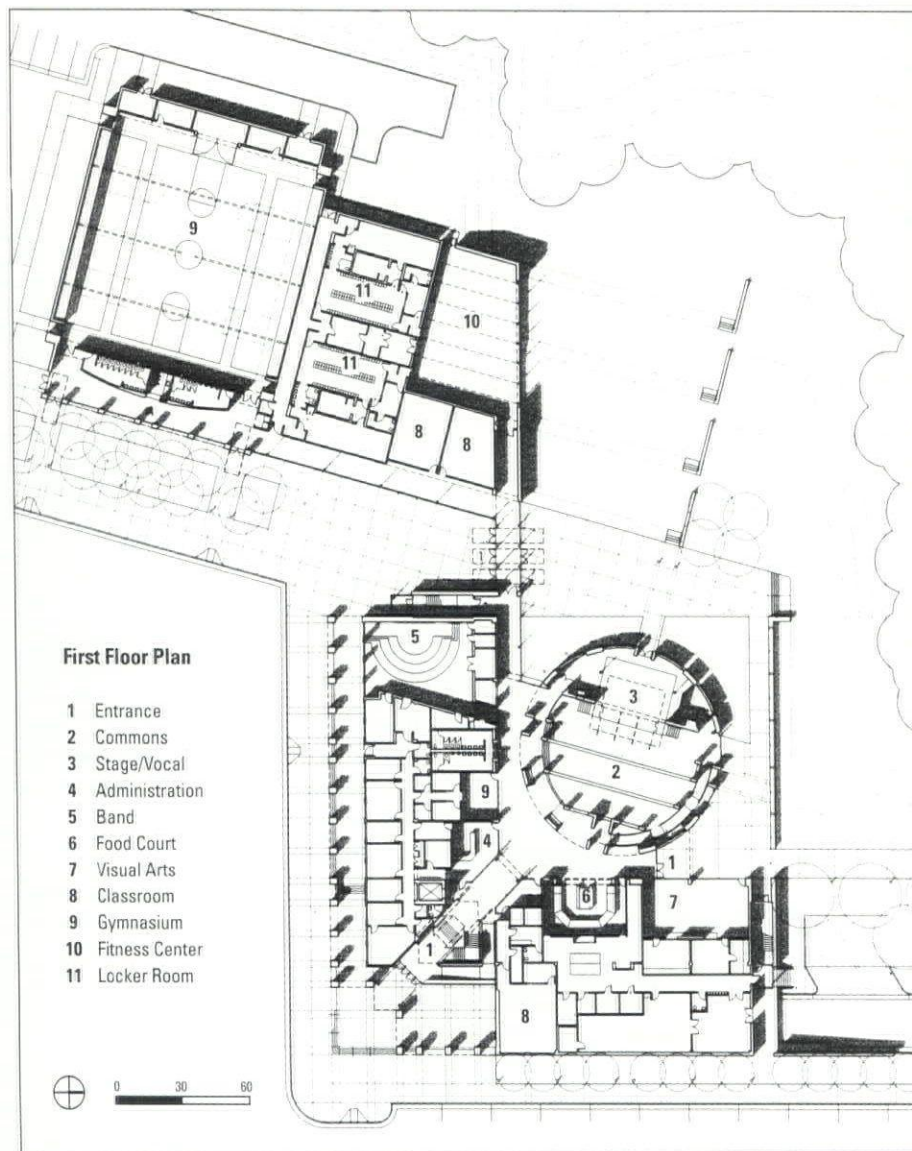 9
11
10
11
8
8
1
5
3
2
9
4
1
6
7
1
8
First Floor Plan
1 Entrance
2 Commons
3 Stage/Vocal
4 Administration
5 Band
6 Food Court
7 Visual Arts
8 Classroom
9 Gymnasium
10 Fitness Center
11 Locker Room
0 30 60